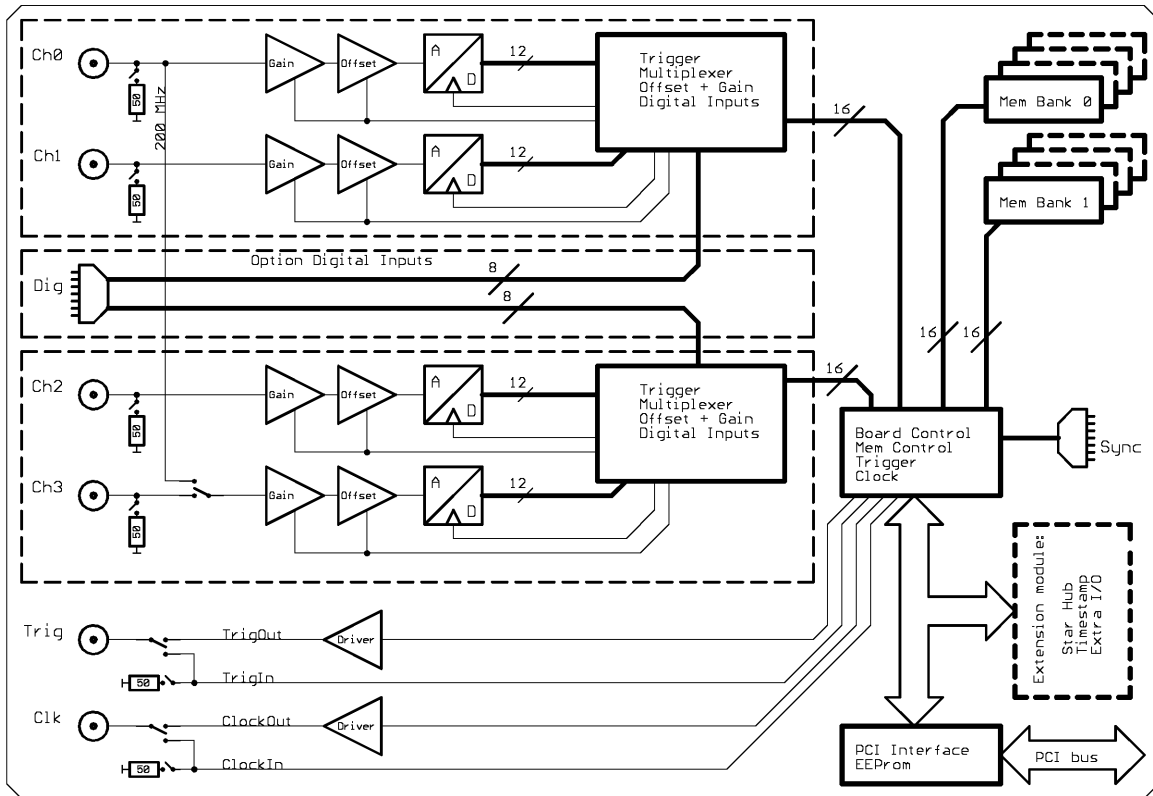 Ch0
50
200 MHz
Gain
Offset
A
D
12
Trigger
Multiplexer
Offset + Gain
Digital Inputs
16
Mem Bank 0
Ch1
50
Gain
Offset
A
D
12
Mem Bank 1
Option Digital Inputs
Dig
8
8
16
16
Ch2
50
Gain
Offset
A
D
12
Trigger
Multiplexer
Offset + Gain
Digital Inputs
16
Board Control
Mem Control
Trigger
Clock
Sync
Ch3
50
Gain
Offset
A
D
12
Extension module:
Star Hub
Timestamp
Extra I/O
Trig
TrigOut
Driver
50
TrigIn
Clk
ClockOut
Driver
50
ClockIn
PCI Interface
EEProm
PCI bus